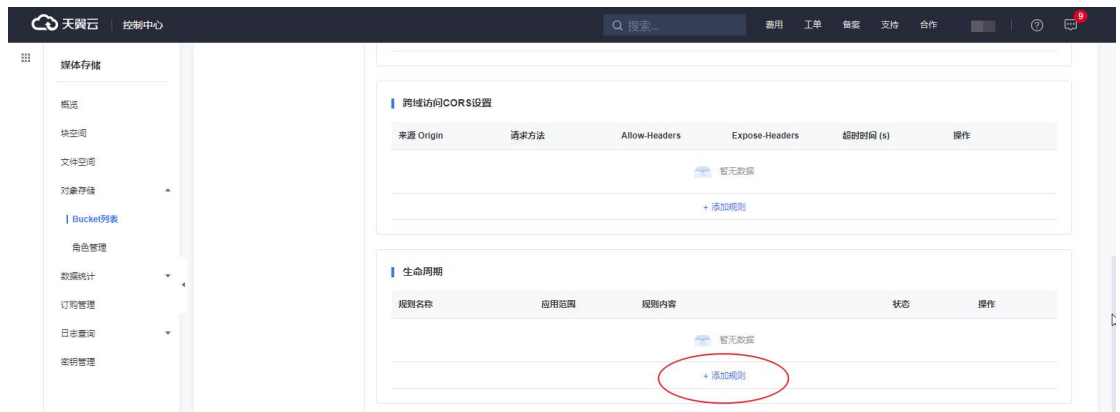 天翼云 控制中心 搜索... 费用 工单 备案 支持 合作 9
媒体存储
概览
块空间
文件空间
对象存储
Bucket列表
角色管理
数据统计
订购管理
日志查询
密钥管理
跨域访问CORS设置
来源 Origin 请求方法 Allow-Headers Expose-Headers 超时时间 (s) 操作
暂无数据
+ 添加规则
生命周期
规则名称 应用范围 规则内容 状态 操作
暂无数据
+ 添加规则